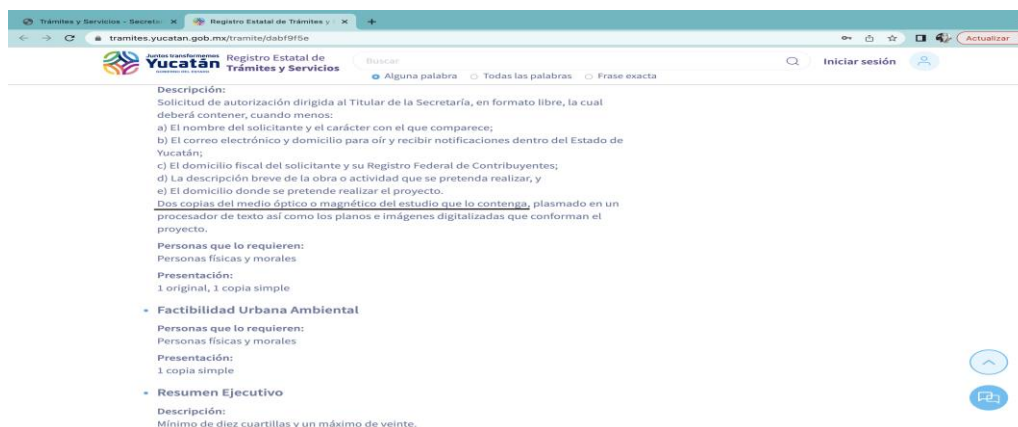 Trámites y Servicios - Secreta
Registro Estatal de Trámites y
tramites.yucatan.gob.mx/tramite/dabf9f5e
Actualizar
Juntos transformemos
Yucatán
GOBIERNO DEL ESTADO
Registro Estatal de
Trámites y Servicios
Buscar
Alguna palabra Todas las palabras Frase exacta
Iniciar sesión
Descripción:
Solicitud de autorización dirigida al Titular de la Secretaría, en formato libre, la cual
deberá contener, cuando menos:
a) El nombre del solicitante y el carácter con el que comparece;
b) El correo electrónico y domicilio para oír y recibir notificaciones dentro del Estado de
Yucatán;
c) El domicilio fiscal del solicitante y su Registro Federal de Contribuyentes;
d) La descripción breve de la obra o actividad que se pretenda realizar, y
e) El domicilio donde se pretende realizar el proyecto.
Dos copias del medio óptico o magnético del estudio que lo contenga, plasmado en un
procesador de texto así como los planos e imágenes digitalizadas que conforman el
proyecto.
Personas que lo requieren:
Personas físicas y morales
Presentación:
1 original, 1 copia simple
Factibilidad Urbana Ambiental
Personas que lo requieren:
Personas físicas y morales
Presentación:
1 copia simple
Resumen Ejecutivo
Descripción:
Mínimo de diez cuartillas y un máximo de veinte.